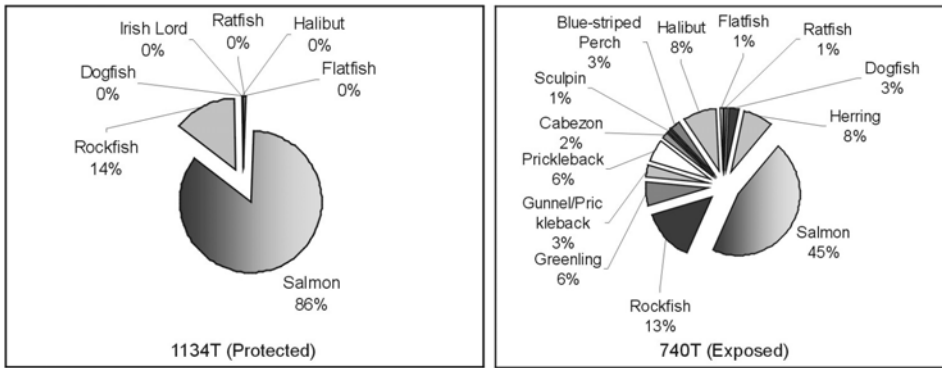 Irish Lord
0%
Ratfish
0%
Halibut
0%
Dogfish
0%
Flatfish
0%
Rockfish
14%
Salmon
86%
1134T (Protected)
Blue-striped
Perch
3%
Halibut
8%
Flatfish
1%
Ratfish
1%
Dogfish
3%
Sculpin
1%
Herring
8%
Cabezon
2%
Prickleback
6%
Gunnel/Pric
kleback
3%
Greenling
6%
Salmon
45%
Rockfish
13%
740T (Exposed)